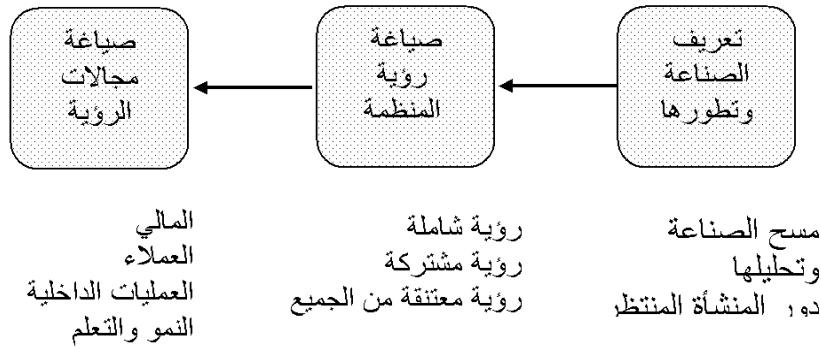 تعريف
الصناعة
وتطورها
صياغة
رؤية
المنظمة
صياغة
مجالات
الرؤية
مسح الصناعة
وتحليلها
دور المنشأة المنتظر
رؤية شاملة
رؤية مشتركة
رؤية معتنقة من الجميع
المالي
العملاء
العمليات الداخلية
النمو والتعلم